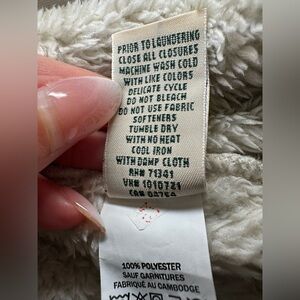 PRIOR TO LAUNDERING
CLOSE ALL CLOSURES
MACHINE WASH COLD
WITH LIKE COLORS
DELICATE CYCLE
DO NOT BLEACH
DO NOT USE FABRIC
SOFTENERS
TUMBLE DRY
WITH NO HEAT
COOL IRON
WITH DAMP CLOTH
RN# 71341
VN# 1010721
CA# 04754
100% POLYESTER
SAUF GARNITURES
FABRIQUÉ AU CAMBODGE